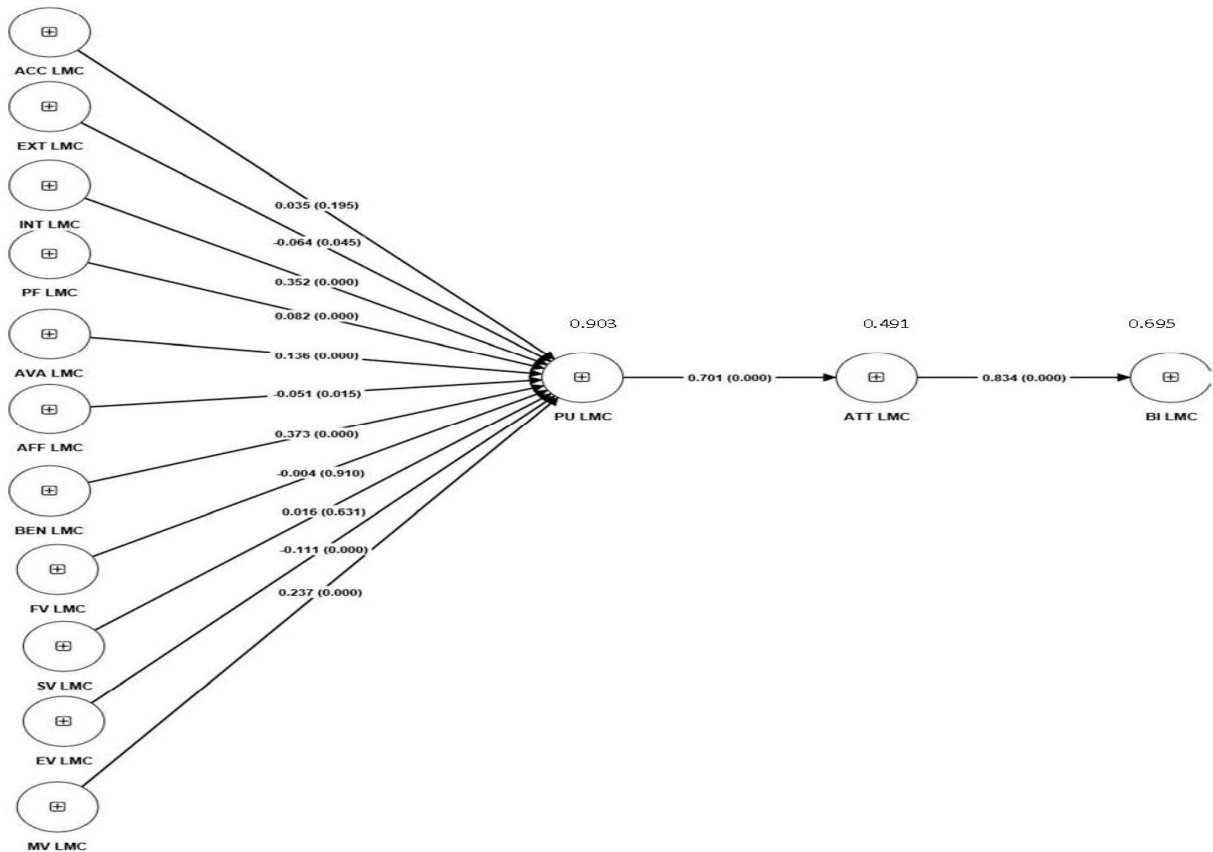 ACC LMC
EXT LMC
INT LMC
PF LMC
AVA LMC
AFF LMC
BEN LMC
FV LMC
SV LMC
EV LMC
MV LMC
0.035 (0.195)
-0.064 (0.045)
0.352 (0.000)
0.082 (0.000)
0.136 (0.000)
-0.051 (0.015)
0.373 (0.000)
-0.004 (0.910)
0.016 (0.631)
-0.111 (0.000)
0.237 (0.000)
0.903
PU LMC
0.701 (0.000)
0.491
ATT LMC
0.834 (0.000)
0.695
BI LMC